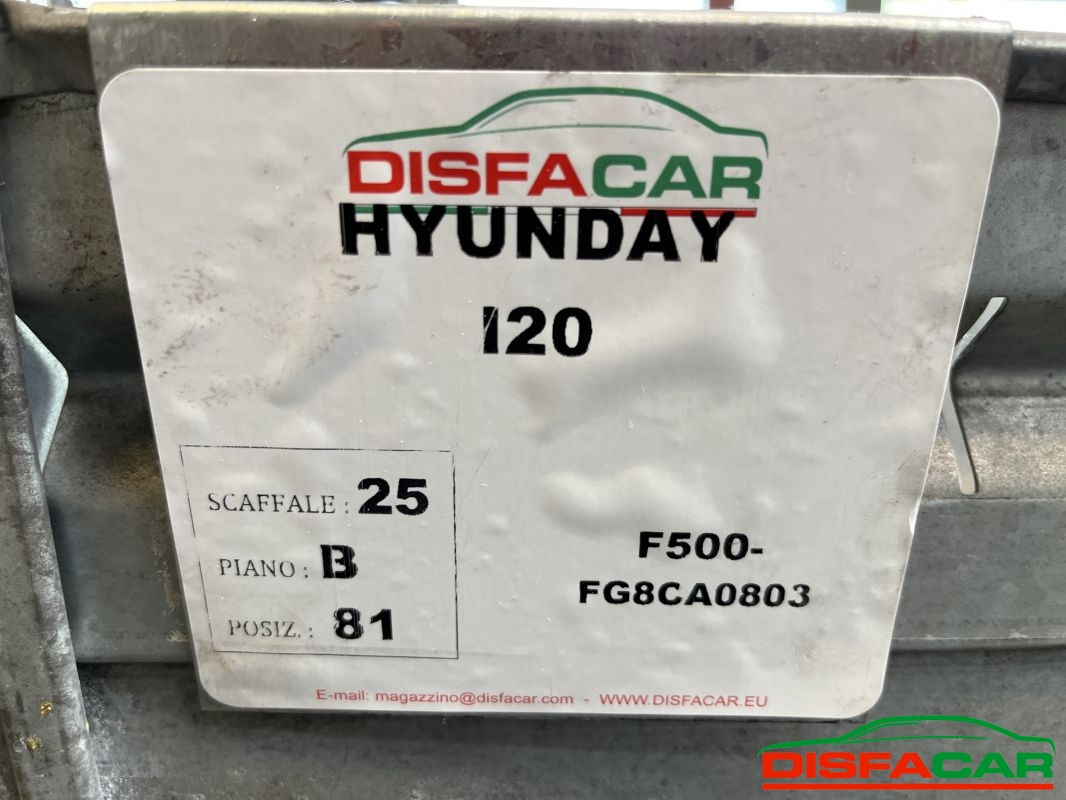 DISFACAR
HYUNDAY
I20
SCAFFALE : 25
PIANO : B
POSIZ. : 81
F500-
FG8CA0803
E-mail: magazzino@disfacar.com - WWW.DISFACAR.EU
DISFACAR